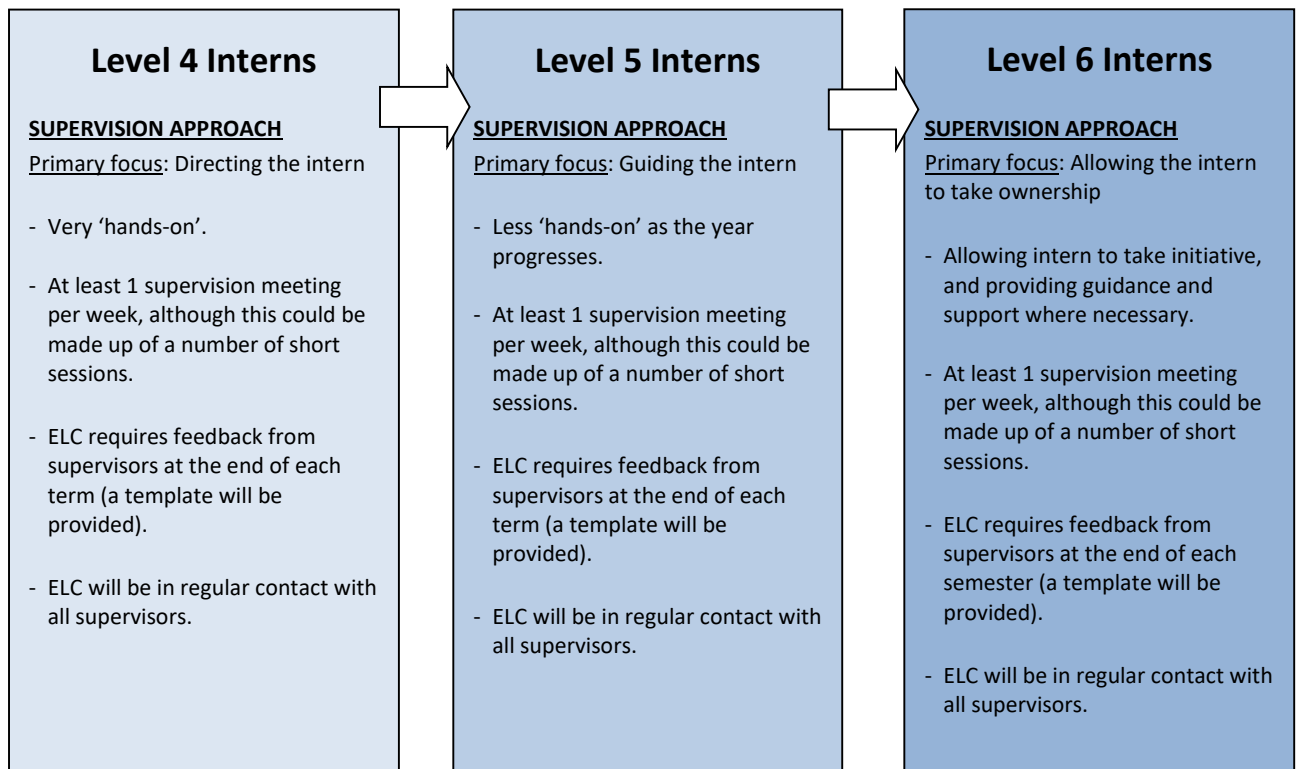 Level 4 Interns
SUPERVISION APPROACH
Primary focus: Directing the intern
- Very ‘hands-on’.
- At least 1 supervision meeting
per week, although this could be
made up of a number of short
sessions.
- ELC requires feedback from
supervisors at the end of each
term (a template will be
provided).
- ELC will be in regular contact with
all supervisors.
Level 5 Interns
SUPERVISION APPROACH
Primary focus: Guiding the intern
- Less ‘hands-on’ as the year
progresses.
- At least 1 supervision meeting
per week, although this could be
made up of a number of short
sessions.
- ELC requires feedback from
supervisors at the end of each
term (a template will be
provided).
- ELC will be in regular contact with
all supervisors.
Level 6 Interns
SUPERVISION APPROACH
Primary focus: Allowing the intern
to take ownership
- Allowing intern to take initiative,
and providing guidance and
support where necessary.
- At least 1 supervision meeting
per week, although this could be
made up of a number of short
sessions.
- ELC requires feedback from
supervisors at the end of each
semester (a template will be
provided).
- ELC will be in regular contact with
all supervisors.